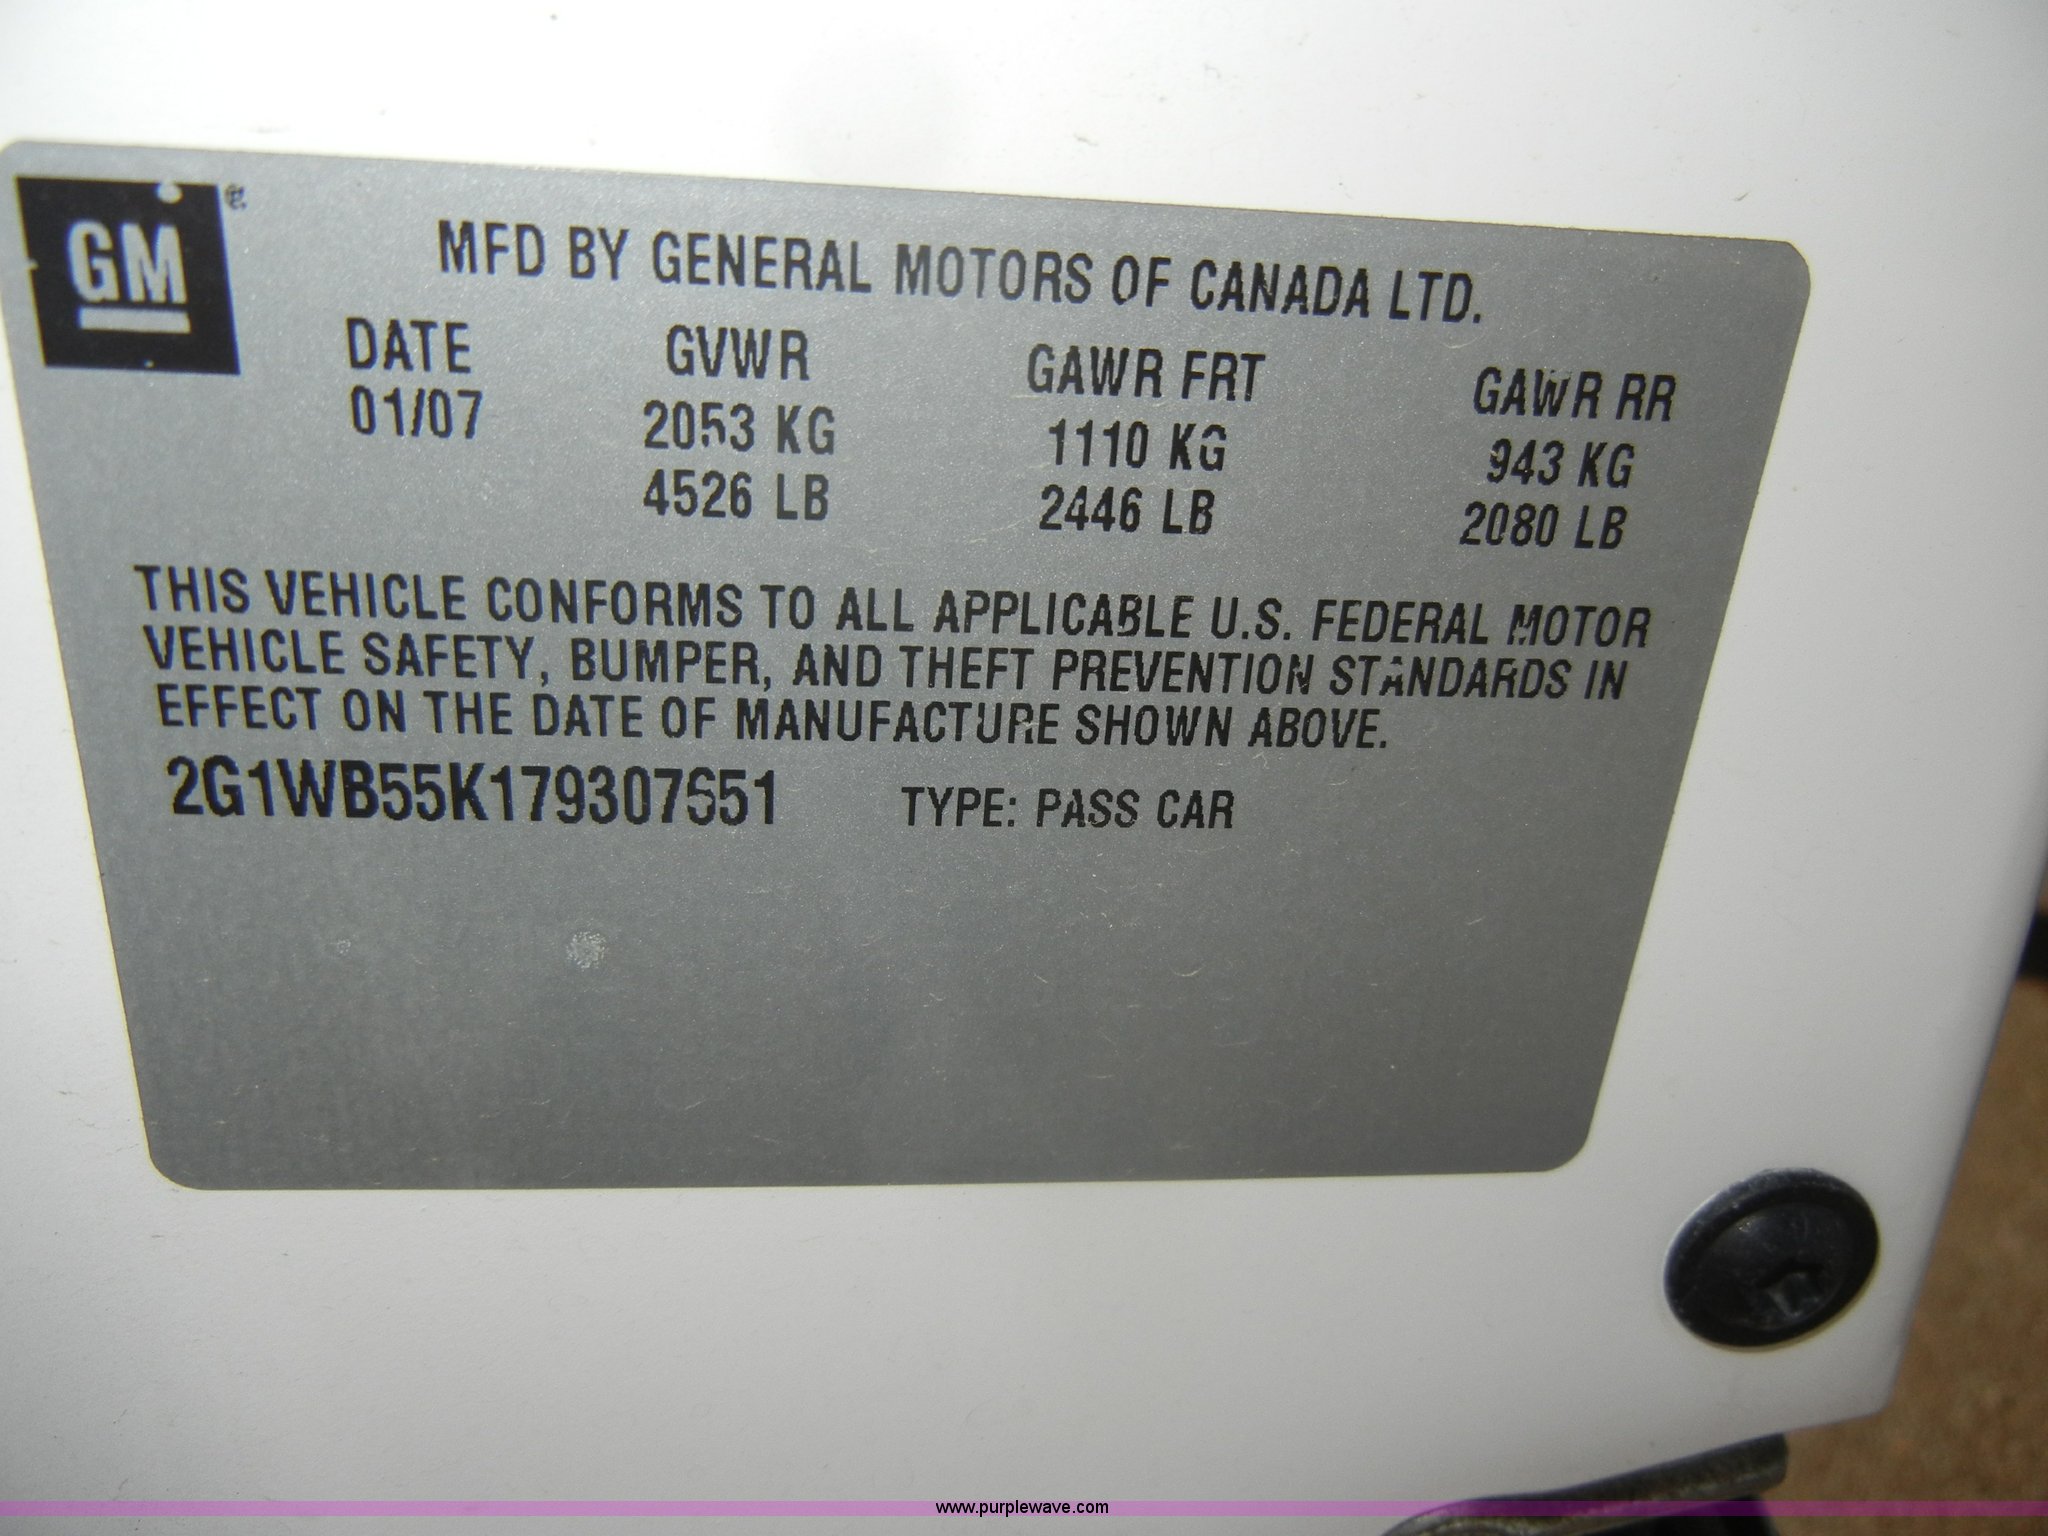 GM
MFD BY GENERAL MOTORS OF CANADA LTD.
DATE GVWR GAWR FRT GAWR RR
01/07 2053 KG 1110 KG 943 KG
4526 LB 2446 LB 2080 LB
THIS VEHICLE CONFORMS TO ALL APPLICABLE U.S. FEDERAL MOTOR
VEHICLE SAFETY, BUMPER, AND THEFT PREVENTION STANDARDS IN
EFFECT ON THE DATE OF MANUFACTURE SHOWN ABOVE.
2G1WB55K179307651 TYPE: PASS CAR
www.purplewave.com